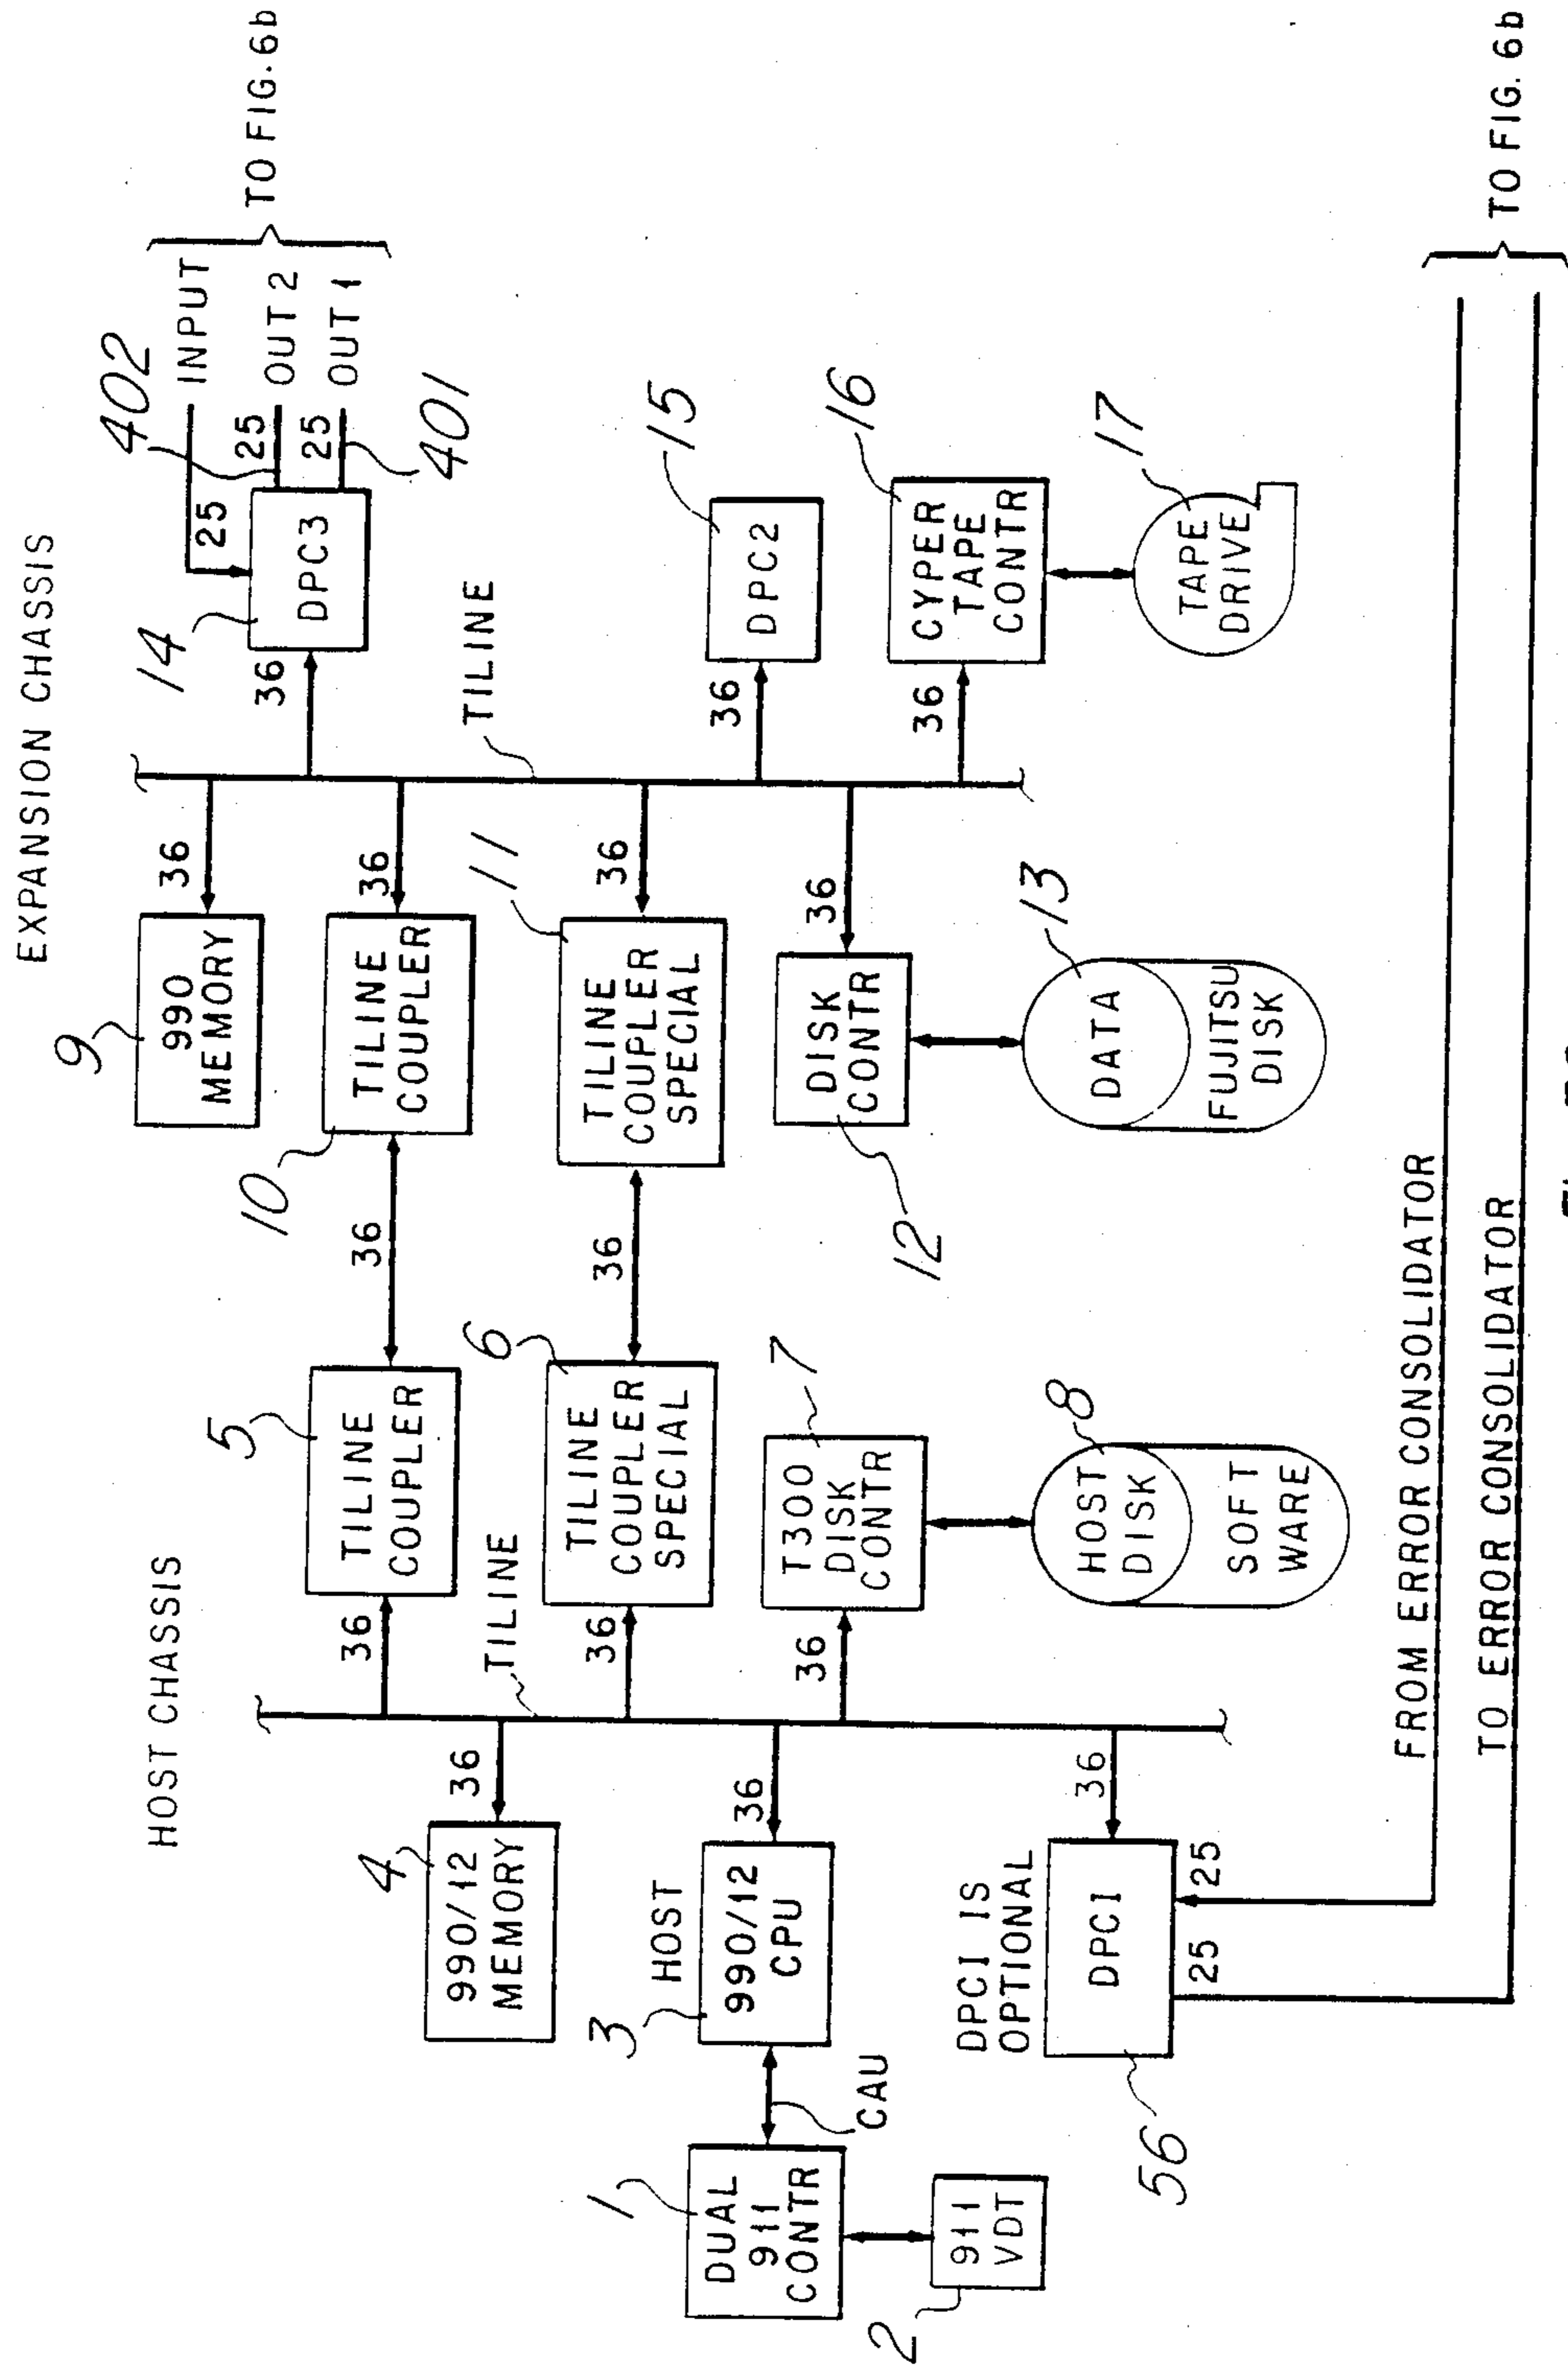 EXPANSION CHASSIS
HOST CHASSIS
9
990
MEMORY
36
10
TILINE
COUPLER
36
36
11
TILINE
COUPLER
SPECIAL
36
36
12
DISK
CONTR
36
13
DATA
FUJITSU
DISK
TILINE
14
DPC3
36
25
402
25
25
401
INPUT
OUT 2
OUT 1
TO FIG. 6b
15
DPC2
36
16
CYPER
TAPE
CONTR
36
17
TAPE
DRIVE
5
TILINE
COUPLER
36
6
TILINE
COUPLER
SPECIAL
36
7
T300
DISK
CONTR
36
8
HOST
DISK
SOFT
WARE
TILINE
4
990/12
MEMORY
36
HOST
3
990/12
CPU
36
CAU
1
DUAL
911
CONTR
2
911
VDT
DPCI IS
OPTIONAL
DPCI
36
56
25
25
FROM ERROR CONSOLIDATOR
TO ERROR CONSOLIDATOR
TO FIG. 6b